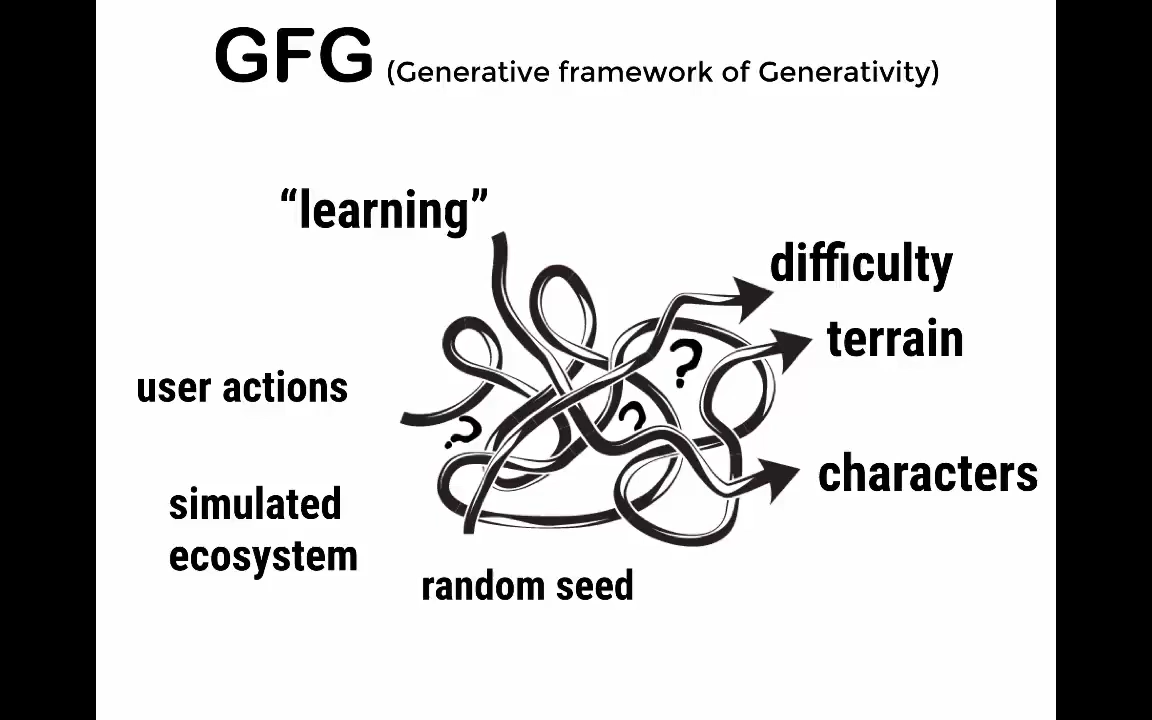 GFG (Generative framework of Generativity)
“learning”
difficulty
terrain
?
user actions
?
?
characters
simulated
ecosystem
random seed